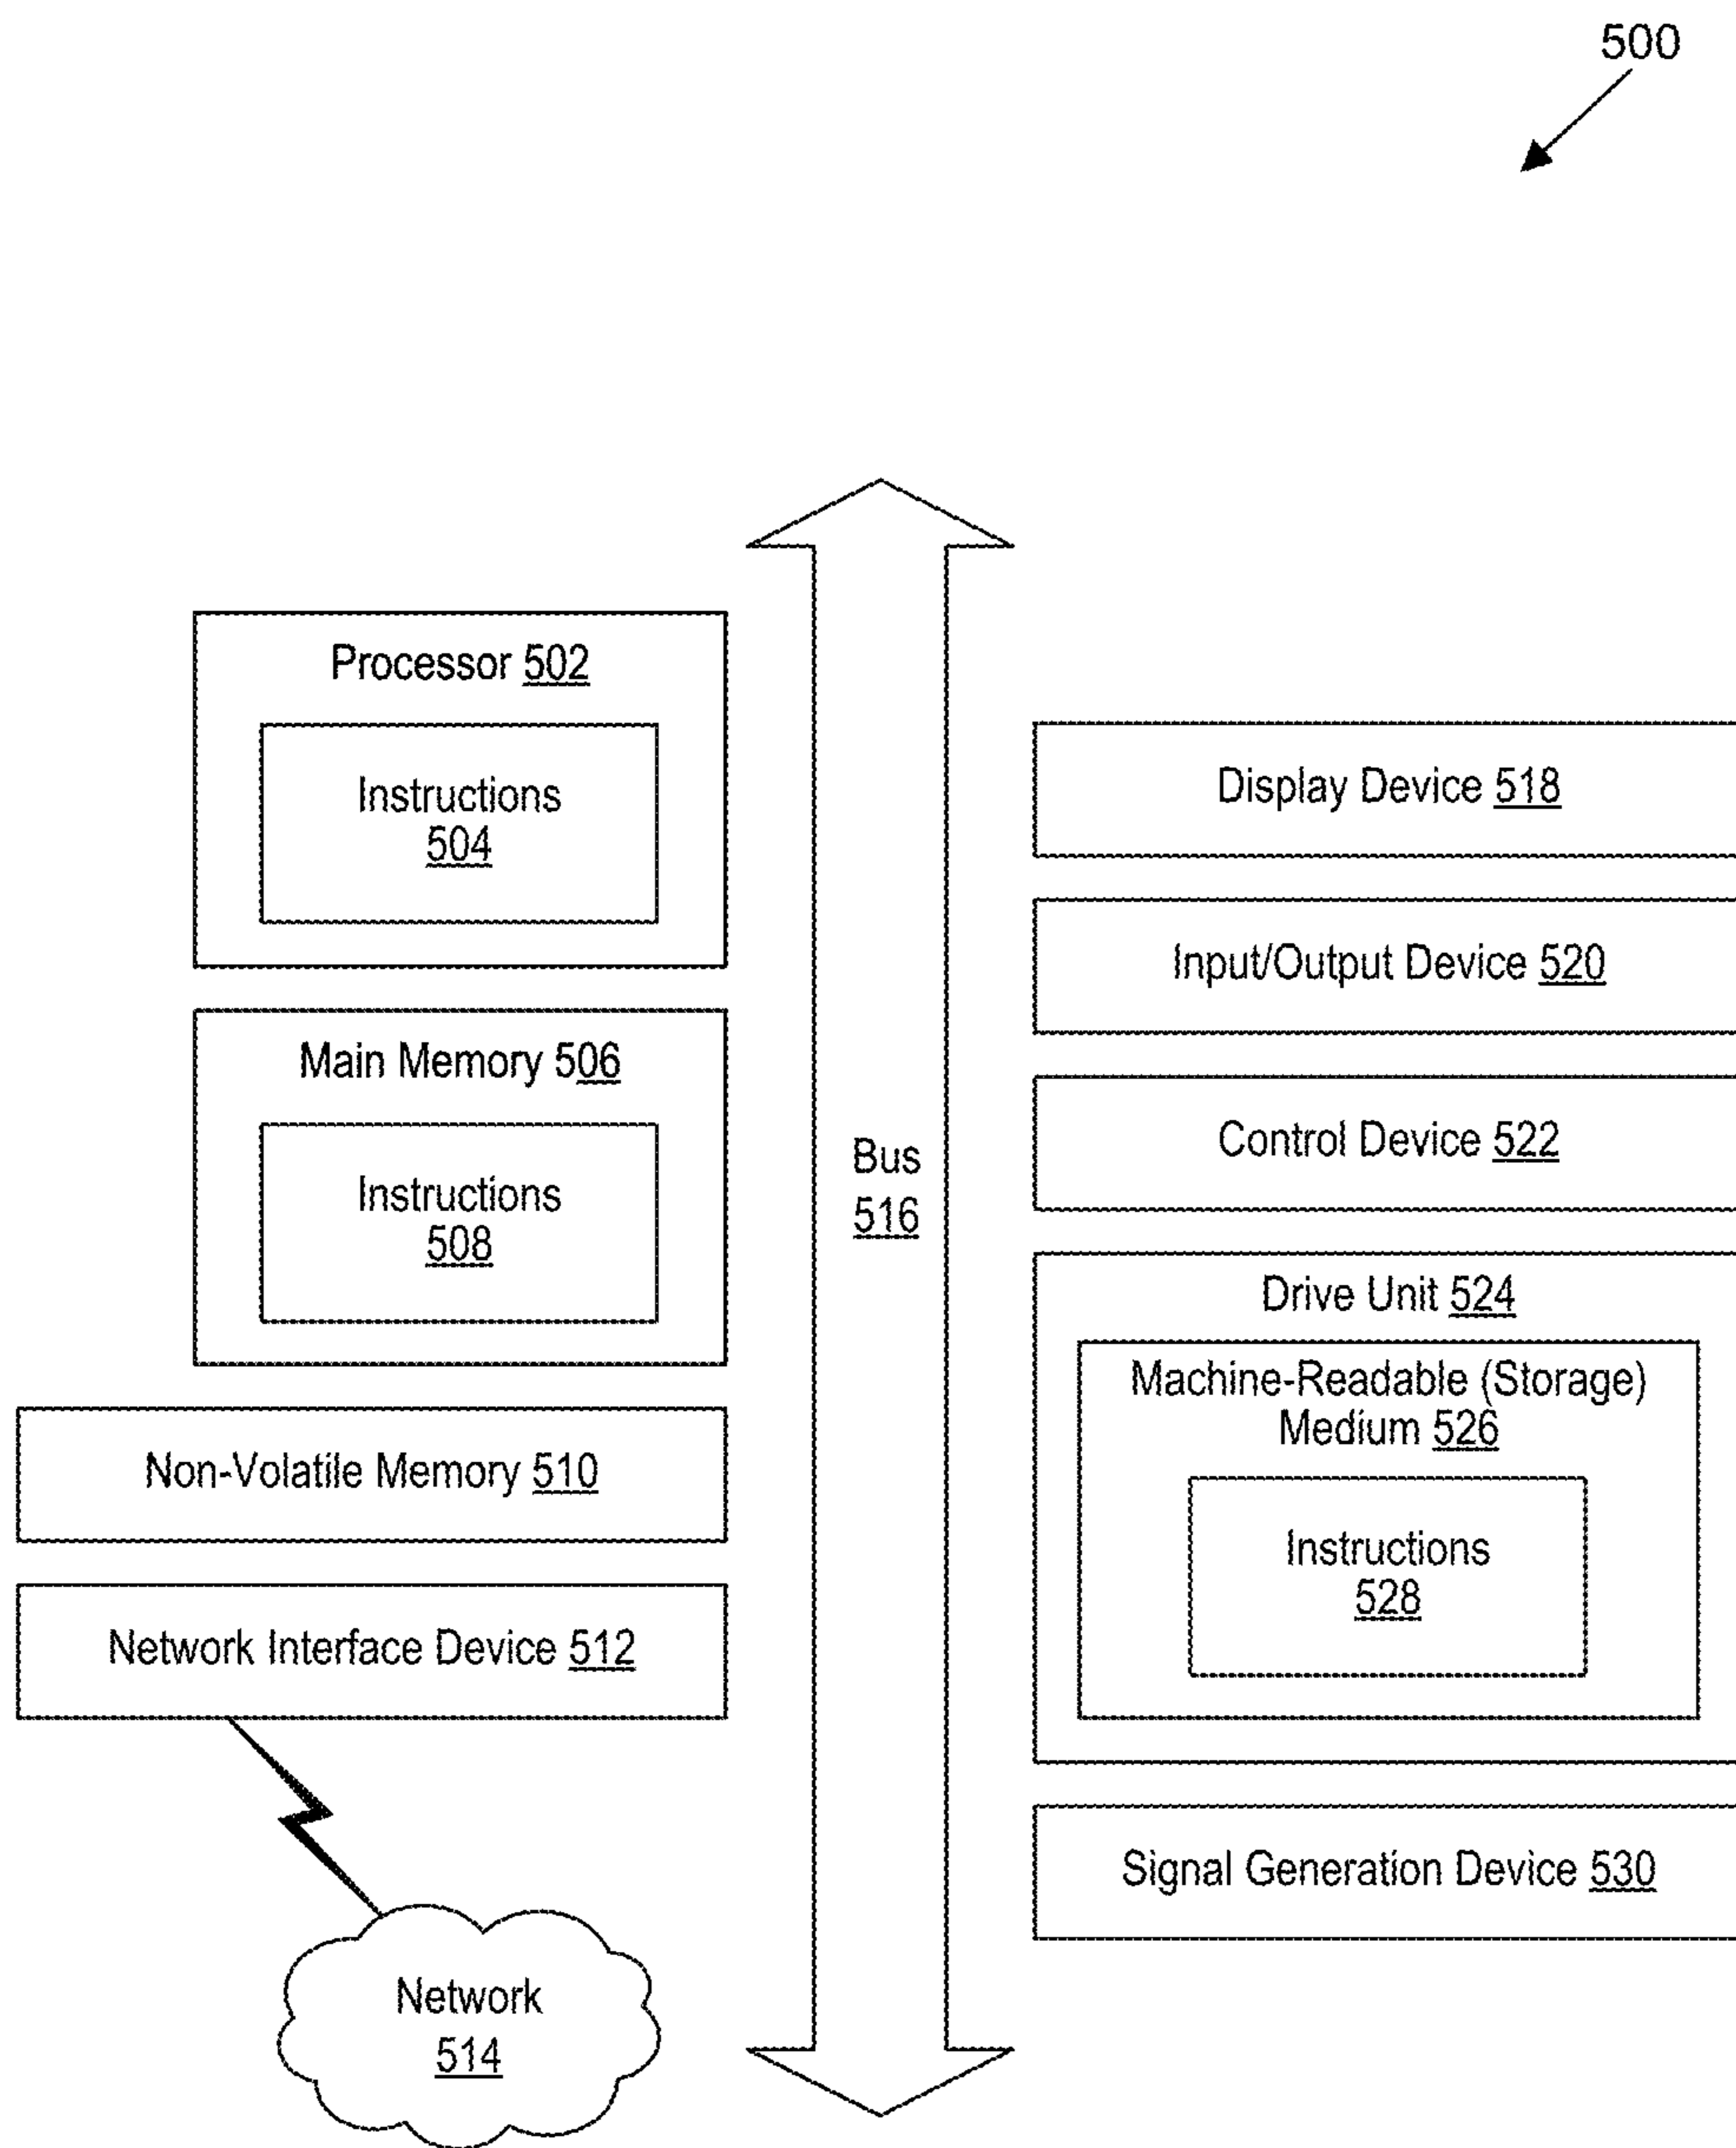 500
Processor 502
Instructions
504
Main Memory 506
Instructions
508
Non-Volatile Memory 510
Network Interface Device 512
Network
514
Bus
516
Display Device 518
Input/Output Device 520
Control Device 522
Drive Unit 524
Machine-Readable (Storage)
Medium 526
Instructions
528
Signal Generation Device 530